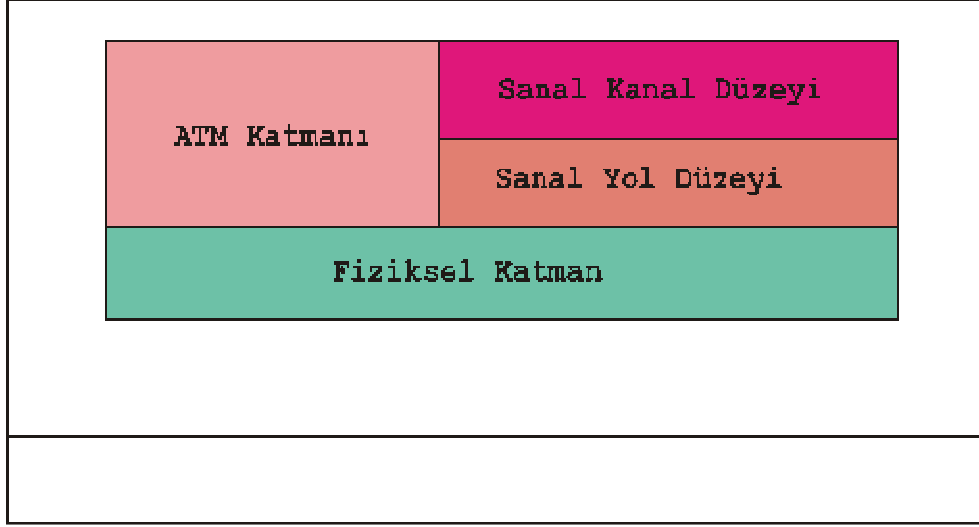 Sanal Kanal Düzeyi
ATM Katmanı
Sanal Yol Düzeyi
Fiziksel Katman